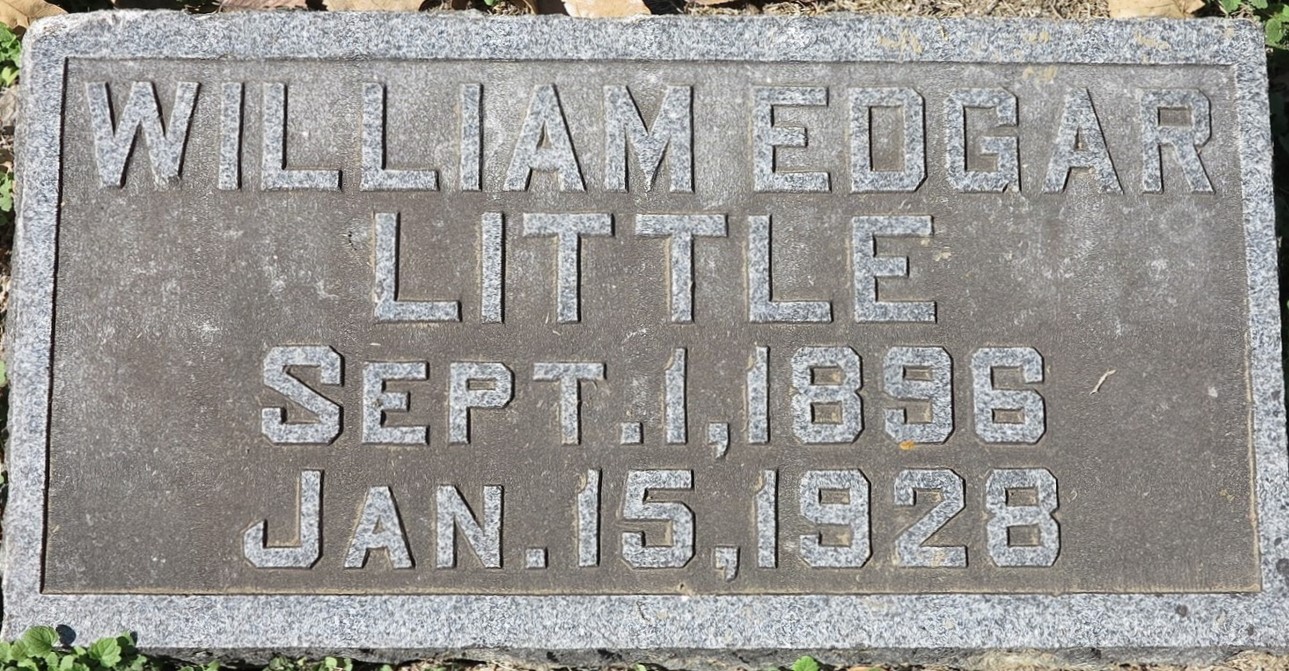 WILLIAM EDGAR
LITTLE
SEPT. 1, 1896
JAN. 15, 1928